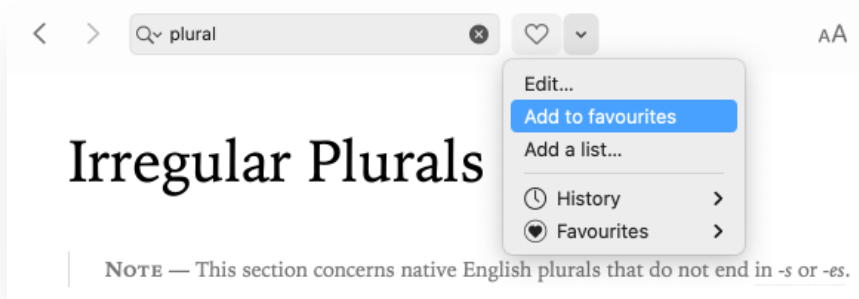 plural
AA
Edit...
Add to favourites
Add a list...
History
Favourites
Irregular Plurals
NOTE — This section concerns native English plurals that do not end in -s or -es.